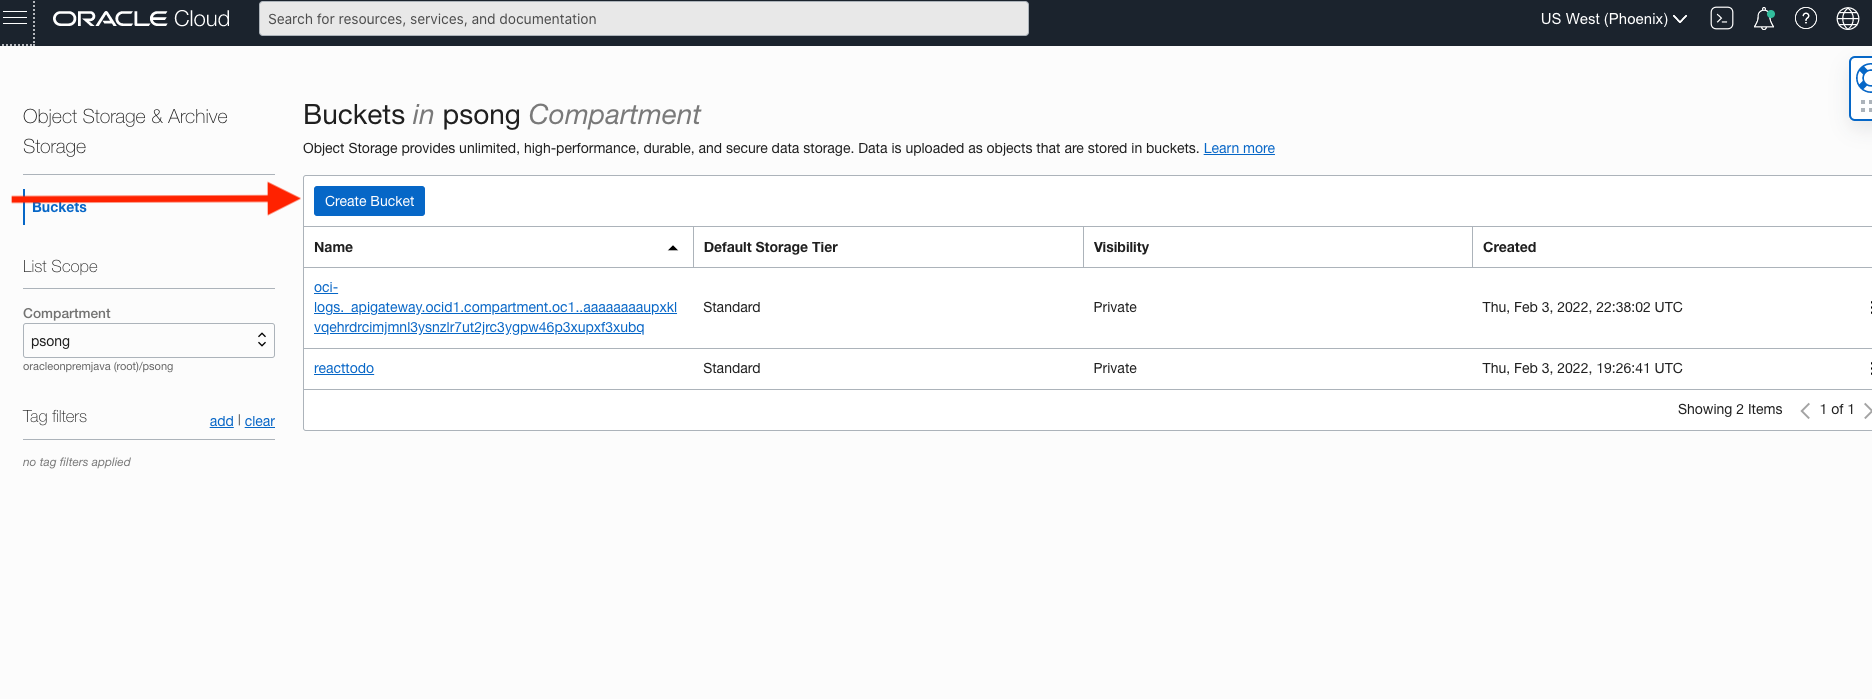 ORACLE Cloud
Search for resources, services, and documentation
US West (Phoenix)
Object Storage & Archive
Storage
Buckets
List Scope
Compartment
psong
oracleonpremjava (root)/psong
Tag filters
add | clear
no tag filters applied
Buckets in psong Compartment
Object Storage provides unlimited, high-performance, durable, and secure data storage. Data is uploaded as objects that are stored in buckets. Learn more
Create Bucket
Name Default Storage Tier Visibility Created
oci-
logs._apigateway.ocid1.compartment.oc1..aaaaaaaaupxkl
vqehrdrcimjmnl3ysnzlr7ut2jrc3ygpw46p3xupxf3xubq
Standard Private Thu, Feb 3, 2022, 22:38:02 UTC
reacttodo Standard Private Thu, Feb 3, 2022, 19:26:41 UTC
Showing 2 Items 1 of 1